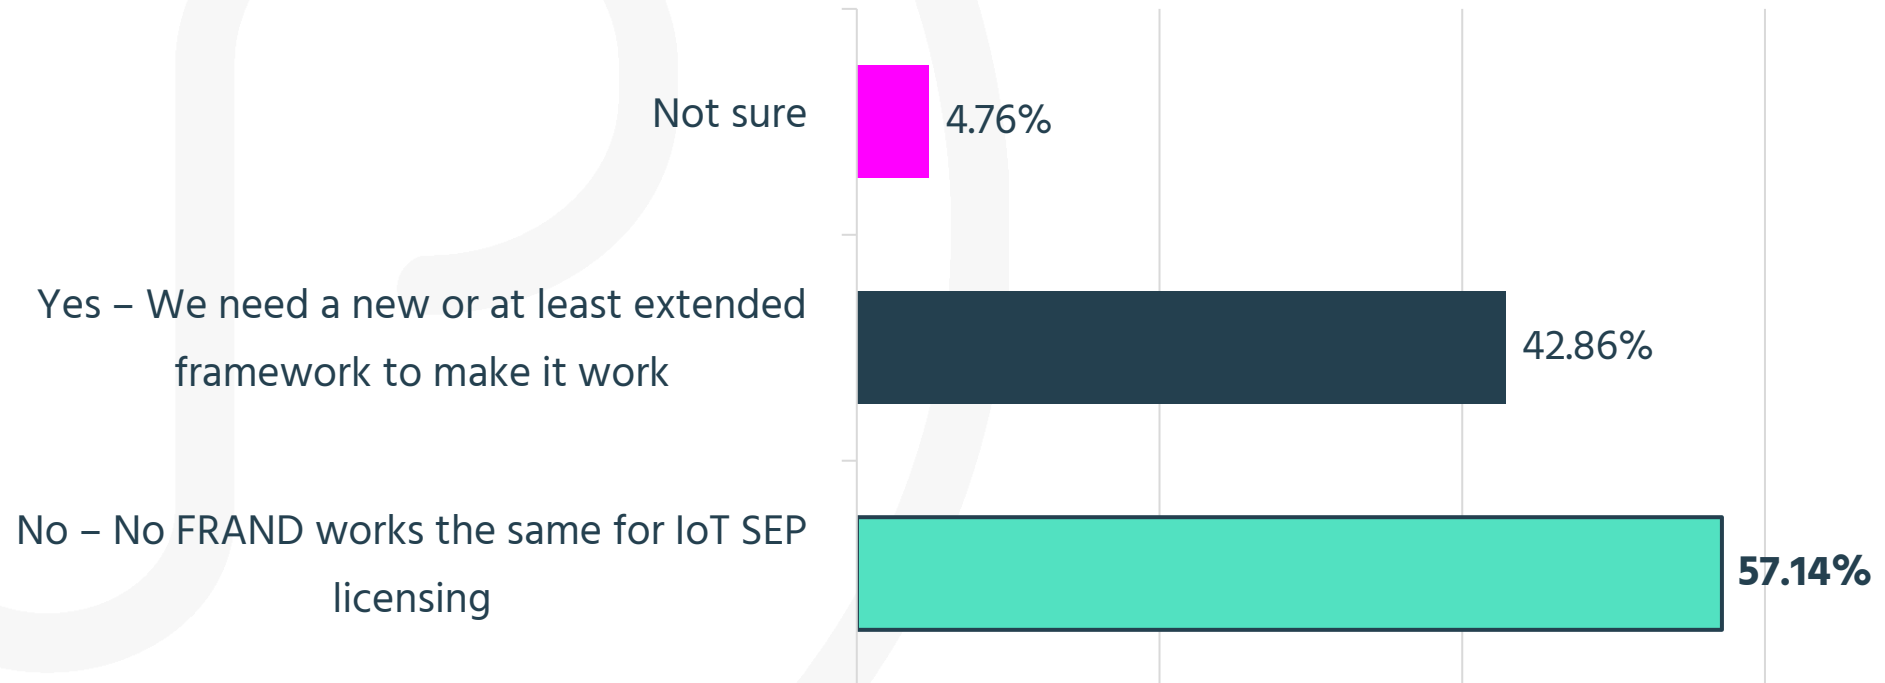 Not sure
4.76%
Yes – We need a new or at least extended
framework to make it work
42.86%
No – No FRAND works the same for IoT SEP
licensing
57.14%